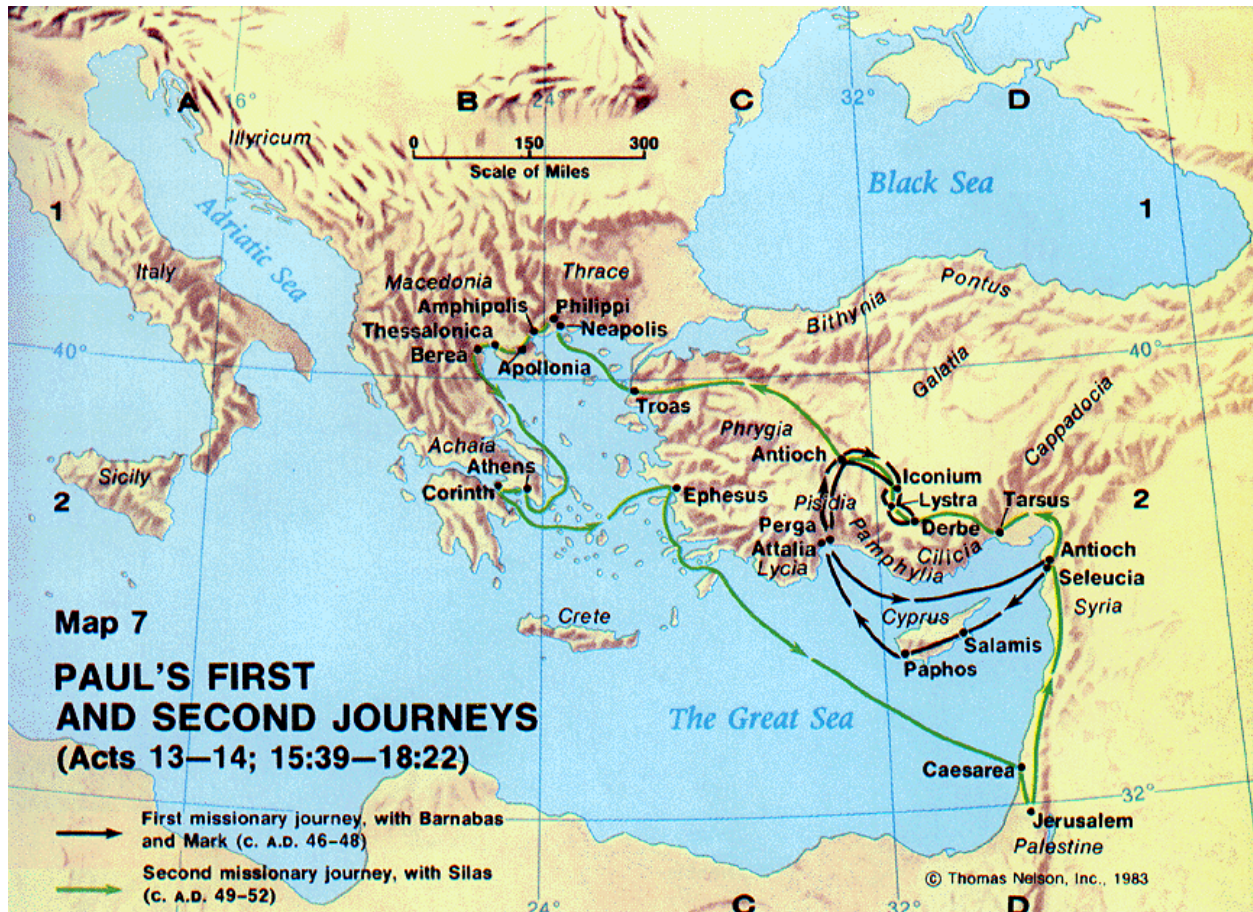 A
16°
B
24°
C
32°
D
Illyricum
0 150 300
Scale of Miles
Black Sea
1
1
Adriatic Sea
Italy
Macedonia
Thrace
Pontus
Bithynia
Amphipolis
Philippi
Thessalonica
Neapolis
Berea
Apollonia
40°
40°
Galatia
Troas
Cappadocia
Phrygia
Achaia
Antioch
Athens
Sicily
Iconium
Corinth
Ephesus
Pisidia
Lystra
Tarsus
2
2
Perga
Derbe
Attalia
Pamphylia
Cilicia
Antioch
Lycia
Seleucia
Syria
Crete
Cyprus
Salamis
Paphos
Map 7
PAUL'S FIRST
AND SECOND JOURNEYS
(Acts 13–14; 15:39–18:22)
The Great Sea
Caesarea
32°
Jerusalem
Palestine
First missionary journey, with Barnabas
and Mark (C. A.D. 46–48)
Second missionary journey, with Silas
(C. A.D. 49–52)
© Thomas Nelson, Inc., 1983
24°
C
32°
D